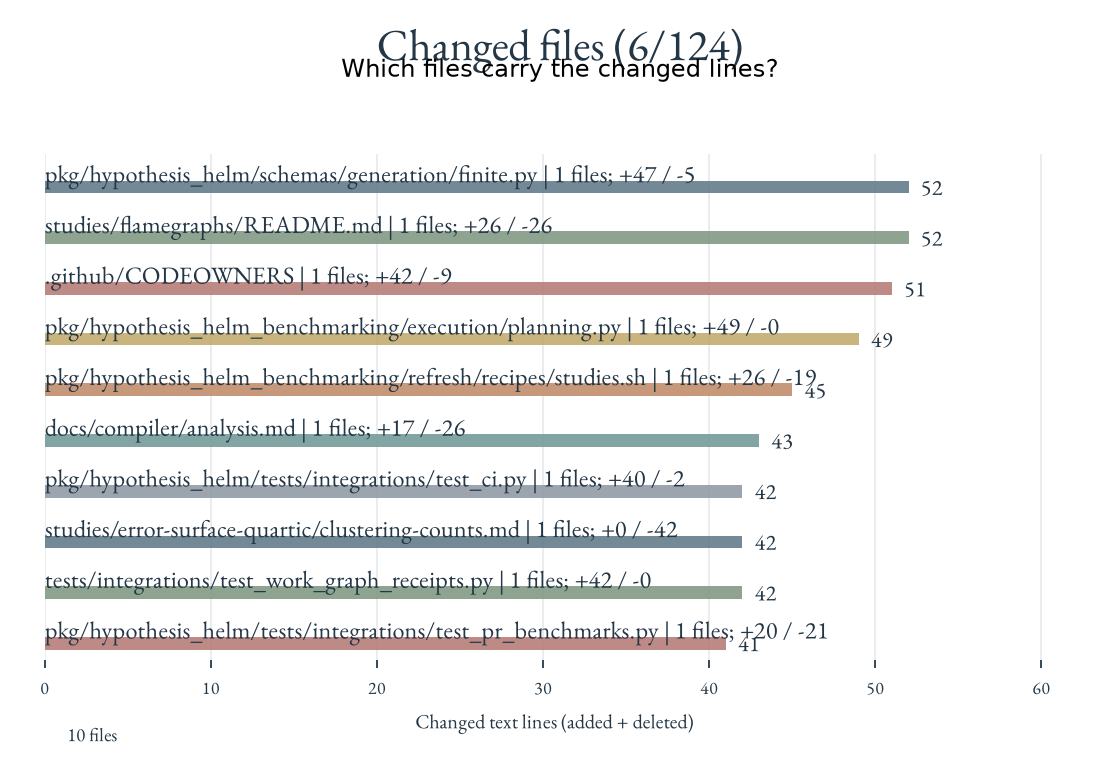 Changed files (6/124)
Which files carry the changed lines?
pkg/hypothesis_helm/schemas/generation/finite.py | 1 files; +47 / -5
52
studies/flamegraphs/README.md | 1 files; +26 / -26
52
.github/CODEOWNERS | 1 files; +42 / -9
51
pkg/hypothesis_helm_benchmarking/execution/planning.py | 1 files; +49 / -0
49
pkg/hypothesis_helm_benchmarking/refresh/recipes/studies.sh | 1 files; +26 / -19
45
docs/compiler/analysis.md | 1 files; +17 / -26
43
pkg/hypothesis_helm/tests/integrations/test_ci.py | 1 files; +40 / -2
42
studies/error-surface-quartic/clustering-counts.md | 1 files; +0 / -42
42
tests/integrations/test_work_graph_receipts.py | 1 files; +42 / -0
42
pkg/hypothesis_helm/tests/integrations/test_pr_benchmarks.py | 1 files; +20 / -21
41
0 10 20 30 40 50 60
Changed text lines (added + deleted)
10 files